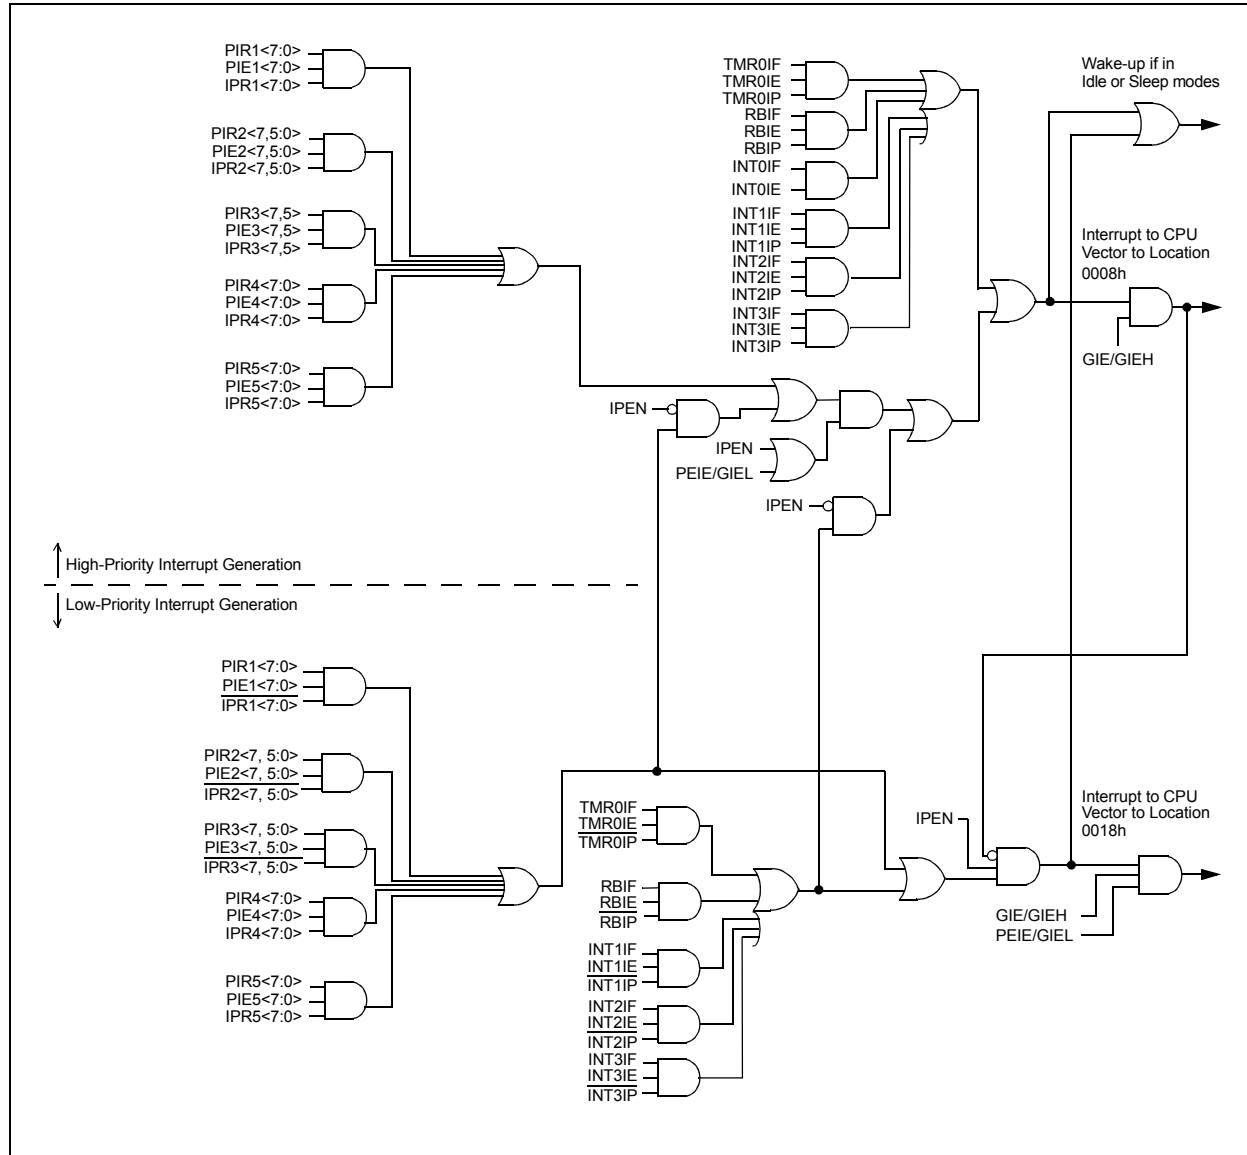 PIR1<7:0>
PIE1<7:0>
IPR1<7:0>
PIR2<7,5:0>
PIE2<7,5:0>
IPR2<7,5:0>
PIR3<7,5>
PIE3<7,5>
IPR3<7,5>
PIR4<7:0>
PIE4<7:0>
IPR4<7:0>
PIR5<7:0>
PIE5<7:0>
IPR5<7:0>
TMR0IF
TMR0IE
TMR0IP
RBIF
RBIE
RBIP
INT0IF
INT0IE
INT1IF
INT1IE
INT1IP
INT2IF
INT2IE
INT2IP
INT3IF
INT3IE
INT3IP
Wake-up if in
Idle or Sleep modes
Interrupt to CPU
Vector to Location
0008h
GIE/GIEH
IPEN
IPEN
PEIE/GIEL
IPEN
High-Priority Interrupt Generation
Low-Priority Interrupt Generation
PIR1<7:0>
PIE1<7:0>
IPR1<7:0>
PIR2<7, 5:0>
PIE2<7, 5:0>
IPR2<7, 5:0>
PIR3<7, 5:0>
PIE3<7, 5:0>
IPR3<7, 5:0>
PIR4<7:0>
PIE4<7:0>
IPR4<7:0>
PIR5<7:0>
PIE5<7:0>
IPR5<7:0>
TMR0IF
TMR0IE
TMR0IP
RBIF
RBIE
RBIP
INT1IF
INT1IE
INT1IP
INT2IF
INT2IE
INT2IP
INT3IF
INT3IE
INT3IP
IPEN
Interrupt to CPU
Vector to Location
0018h
GIE/GIEH
PEIE/GIEL